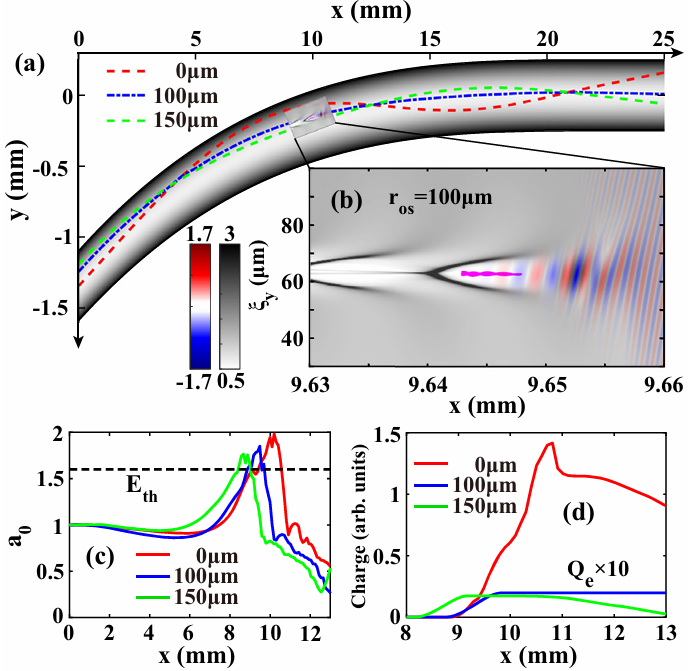 x (mm)
0 5 10 15 20 25
(a)
0μm
100μm
150μm
y (mm)
0
-0.5
-1
-1.5
1.7 3
-1.7 0.5
(b) r_os=100μm
ξ_y (μm)
80
60
40
9.63 9.64 9.65 9.66
x (mm)
a_0
2
1.5
1
0.5
0
E_th
(c)
0μm
100μm
150μm
0 2 4 6 8 10 12
x (mm)
Charge (arb. units)
1.5
1
0.5
0
0μm
100μm
150μm
(d)
Q_e×10
8 9 10 11 12 13
x (mm)